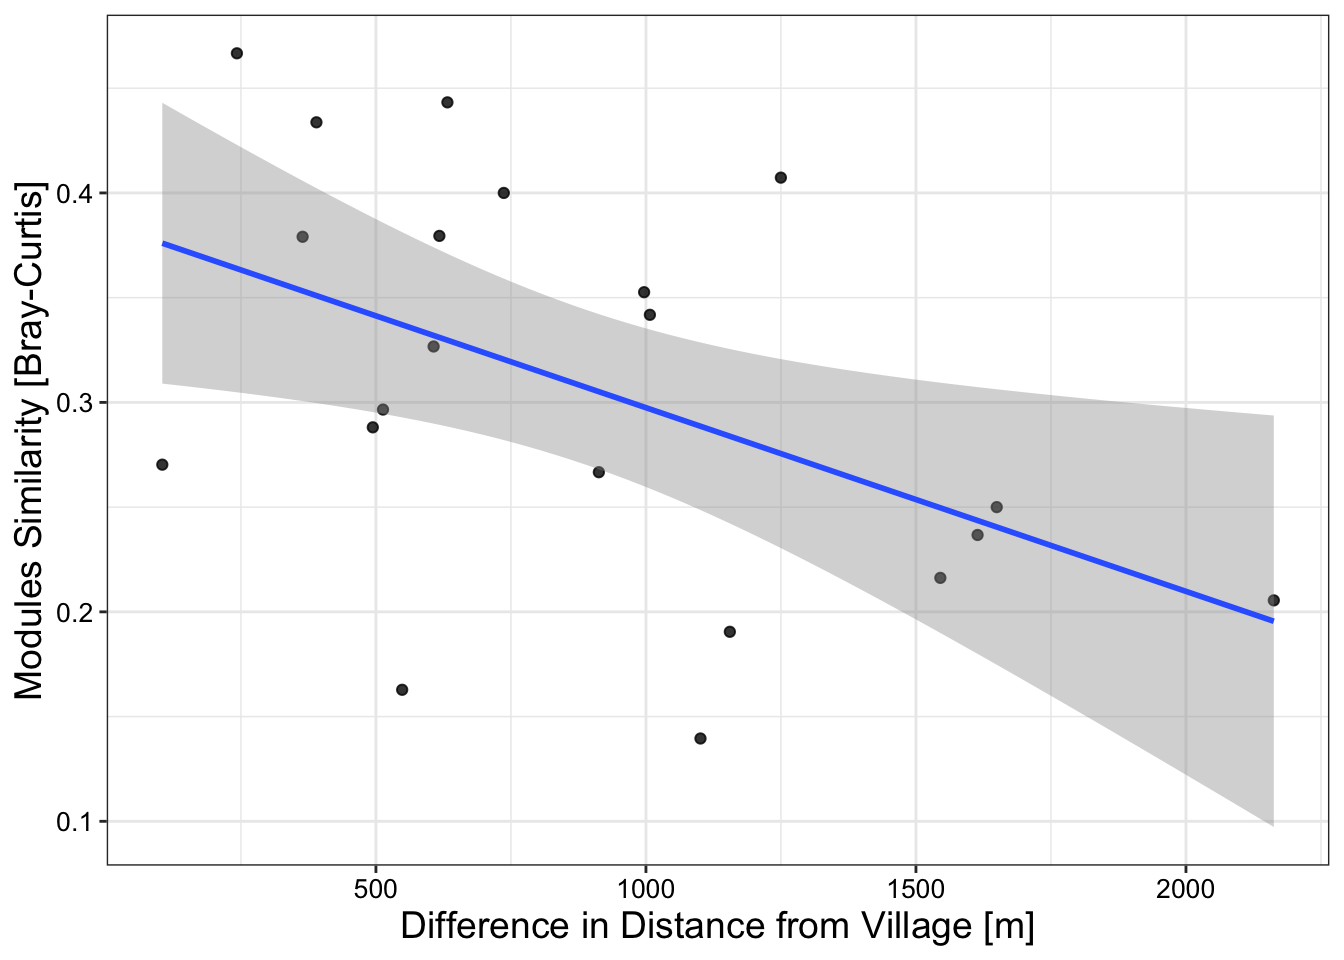 Modules Similarity [Bray-Curtis]
0.4
0.3
0.2
0.1
500 1000 1500 2000
Difference in Distance from Village [m]